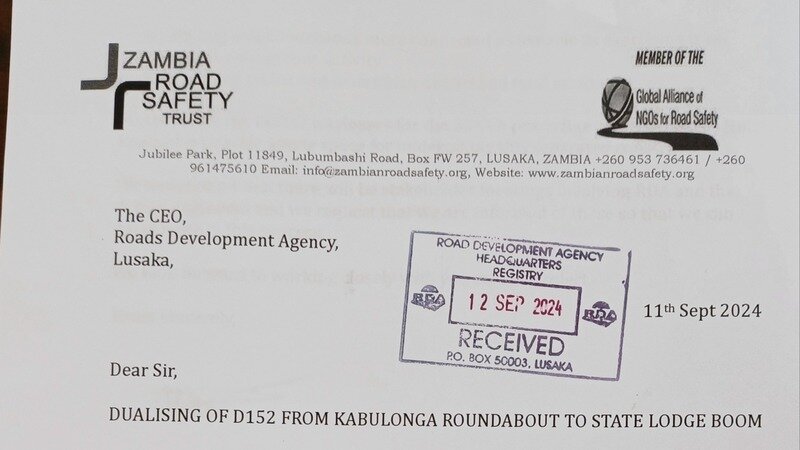 ZAMBIA
ROAD
SAFETY
TRUST
MEMBER OF THE
Global Alliance of
NGOs for Road Safety
Jubilee Park, Plot 11849, Lubumbashi Road, Box FW 257, LUSAKA, ZAMBIA +260 953 736461 / +260
961475610 Email: info@zambianroadsafety.org, Website: www.zambianroadsafety.org
The CEO,
Roads Development Agency,
Lusaka,
ROAD DEVELOPMENT AGENCY
HEADQUARTERS
REGISTRY
RDA
12 SEP 2024
RDA
RECEIVED
P.O. BOX 50003, LUSAKA
11th Sept 2024
Dear Sir,
DUALISING OF D152 FROM KABULONGA ROUNDABOUT TO STATE LODGE BOOM